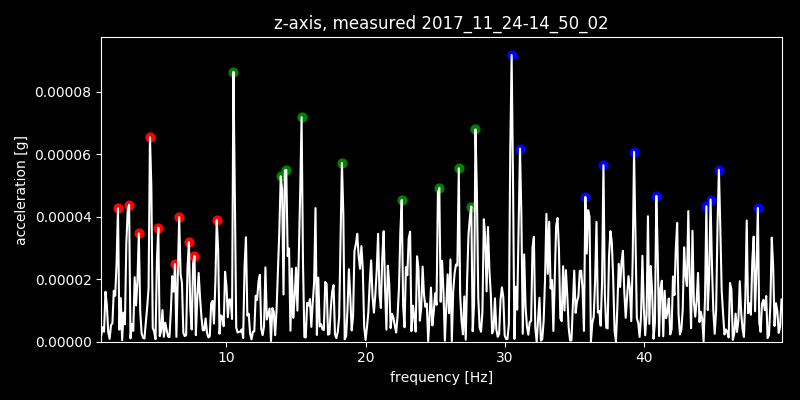 z-axis, measured 2017_11_24-14_50_02
0.00008
0.00006
0.00004
0.00002
0.00000
acceleration [g]
10 20 30 40
frequency [Hz]